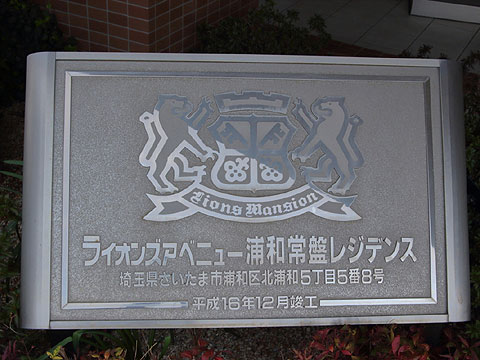 Lions Mansion
ライオンズアベニュー浦和常盤レジデンス
埼玉県さいたま市浦和区北浦和5丁目5番8号
平成16年12月竣工